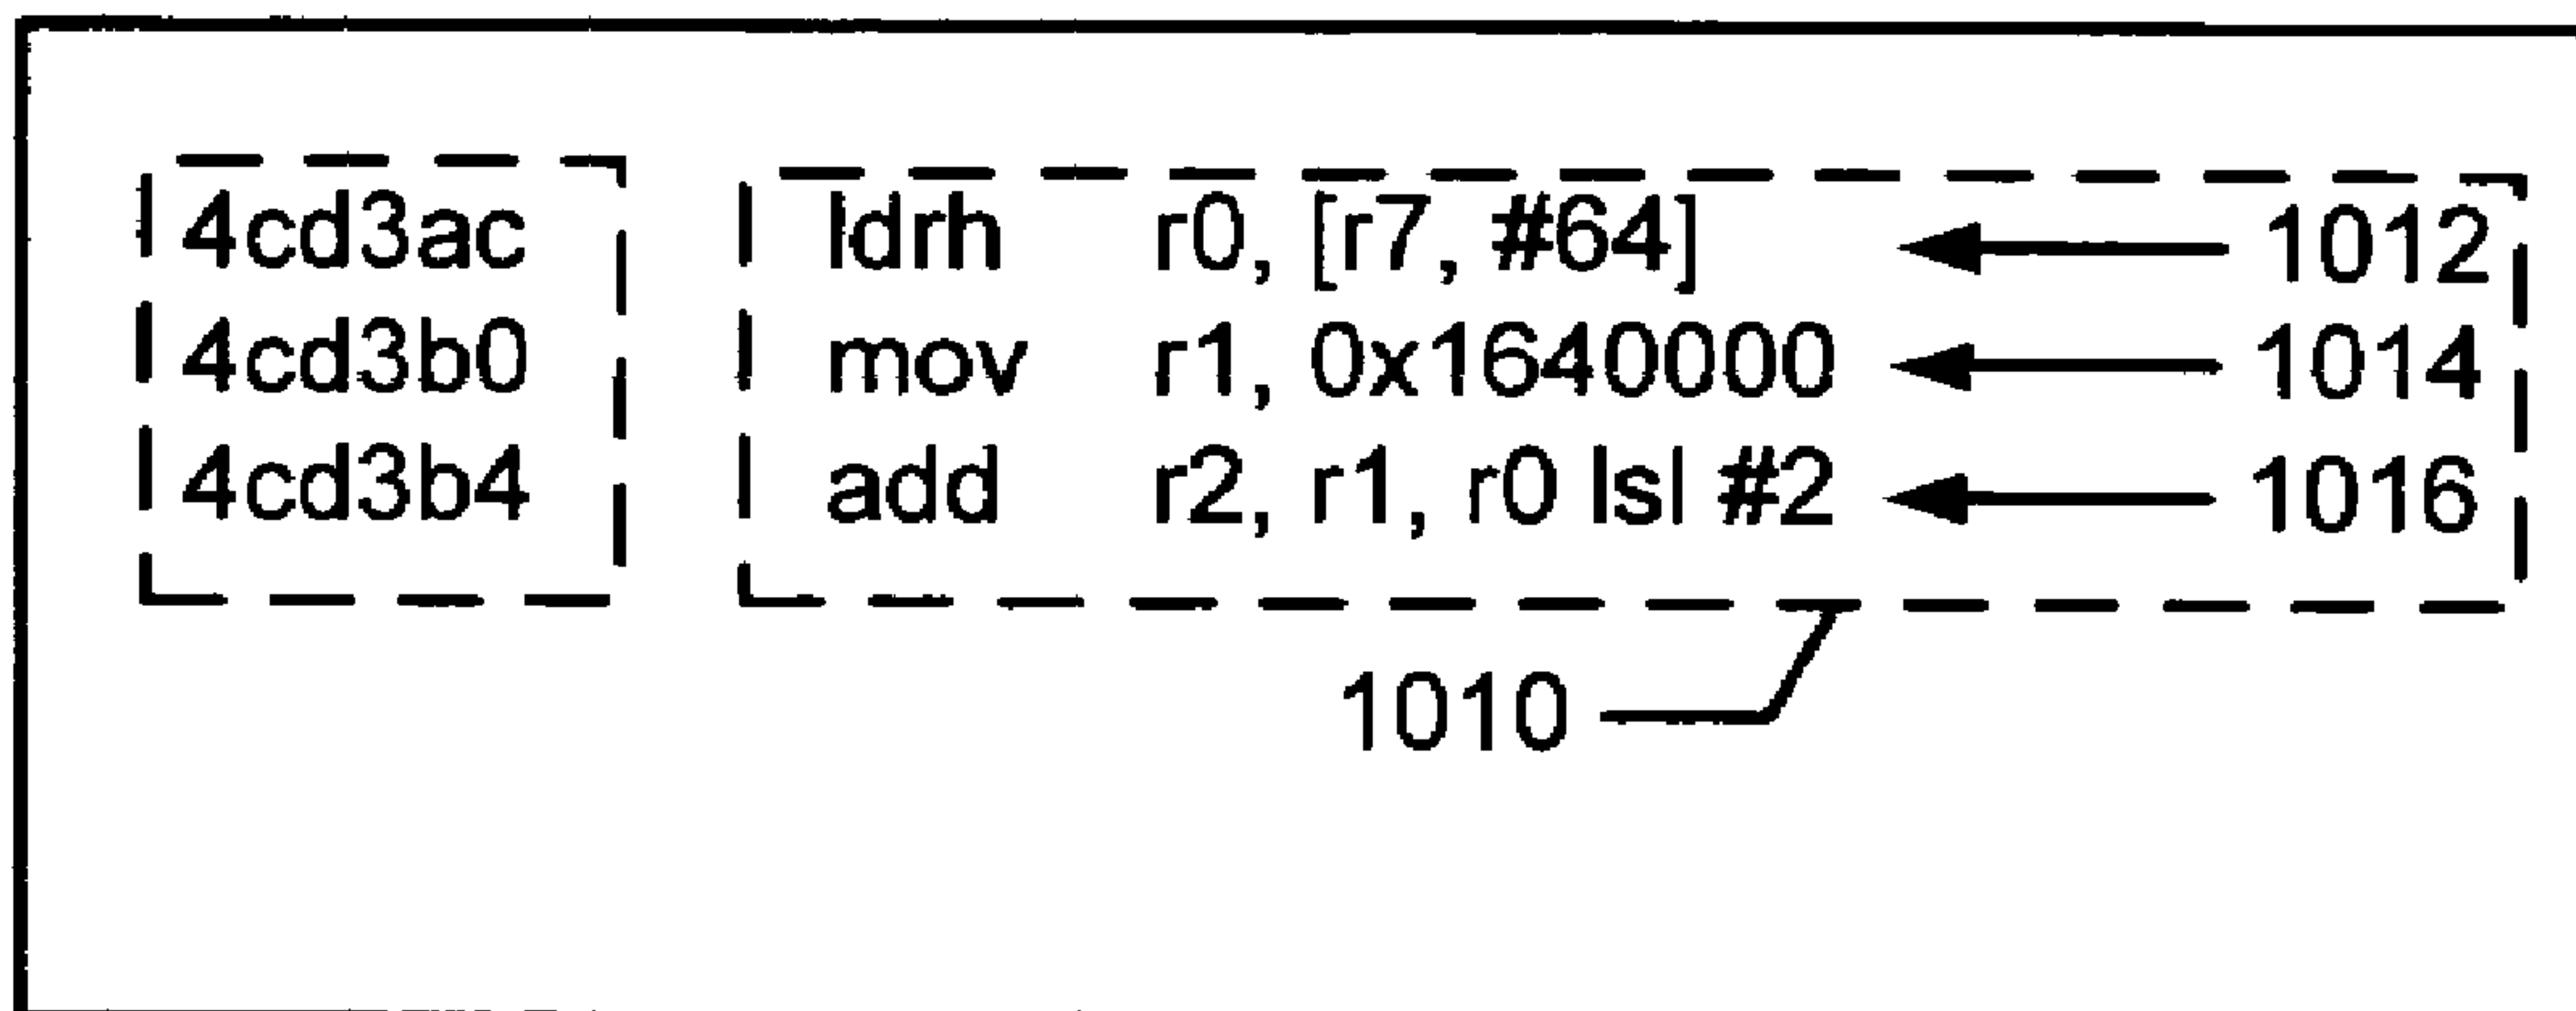 4cd3ac ldrh r0, [r7, #64] 1012
4cd3b0 mov r1, 0x1640000 1014
4cd3b4 add r2, r1, r0 lsl #2 1016
1010